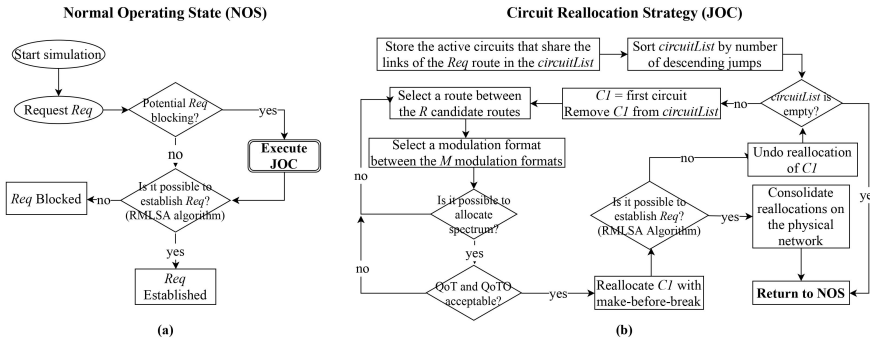 Normal Operating State (NOS)
Start simulation
Request Req
Potential Req
blocking?
yes
no
Execute
JOC
Is it possible to
establish Req?
(RMLSA algorithm)
no
Req Blocked
yes
Req
Established
(a)
Circuit Reallocation Strategy (JOC)
Store the active circuits that share the
links of the Req route in the circuitList
Sort circuitList by number
of descending jumps
circuitList is
empty?
no
yes
C1 = first circuit
Remove C1 from circuitList
Select a route between
the R candidate routes
Select a modulation format
between the M modulation formats
Is it possible to
allocate
spectrum?
no
yes
QoT and QoTO
acceptable?
no
yes
Reallocate C1 with
make-before-break
Is it possible to
establish Req?
(RMLSA Algorithm)
no
Undo reallocation
of C1
yes
Consolidate
reallocations on
the physical
network
Return to NOS
(b)